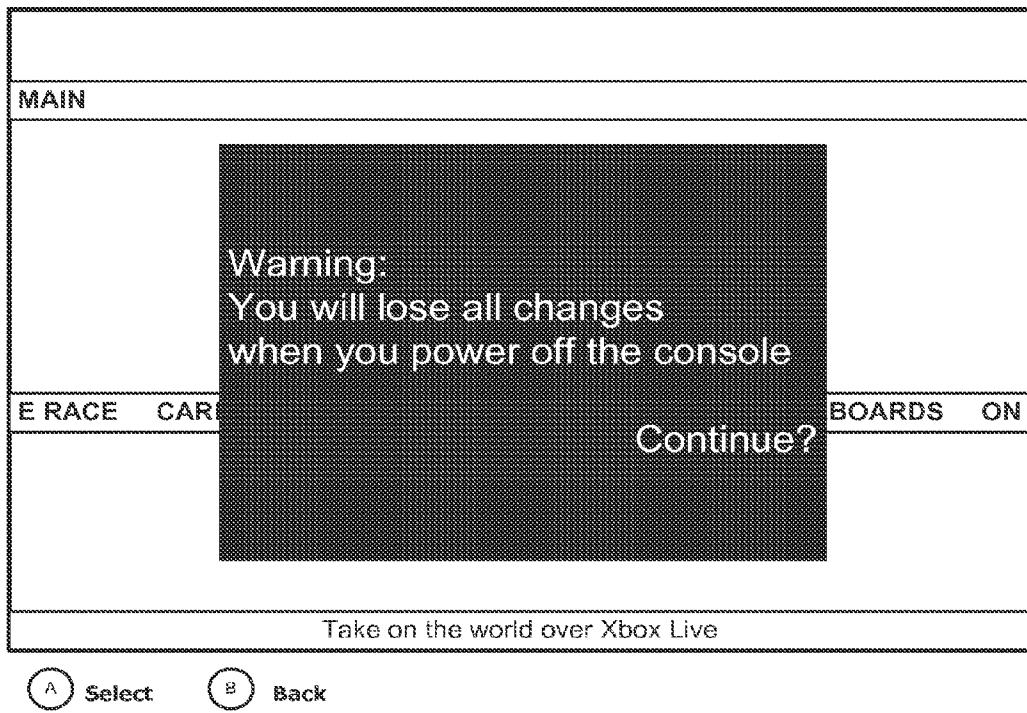 MAIN
Warning:
You will lose all changes
when you power off the console
E RACE CAR BOARDS ON
Continue?
Take on the world over Xbox Live
A Select B Back